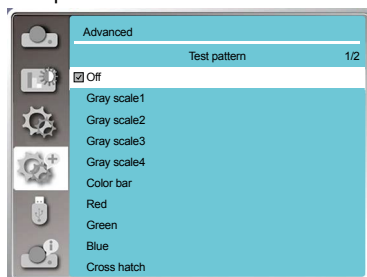 Advanced
Test pattern 1/2
Off
Gray scale1
Gray scale2
Gray scale3
Gray scale4
Color bar
Red
Green
Blue
Cross hatch